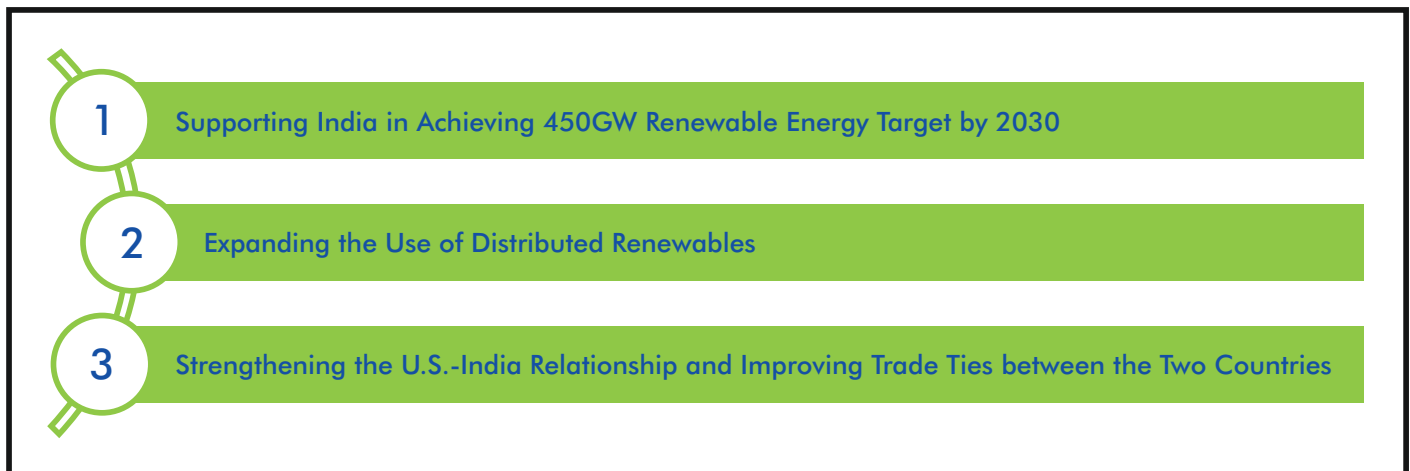 1
Supporting India in Achieving 450GW Renewable Energy Target by 2030
2
Expanding the Use of Distributed Renewables
3
Strengthening the U.S.-India Relationship and Improving Trade Ties between the Two Countries